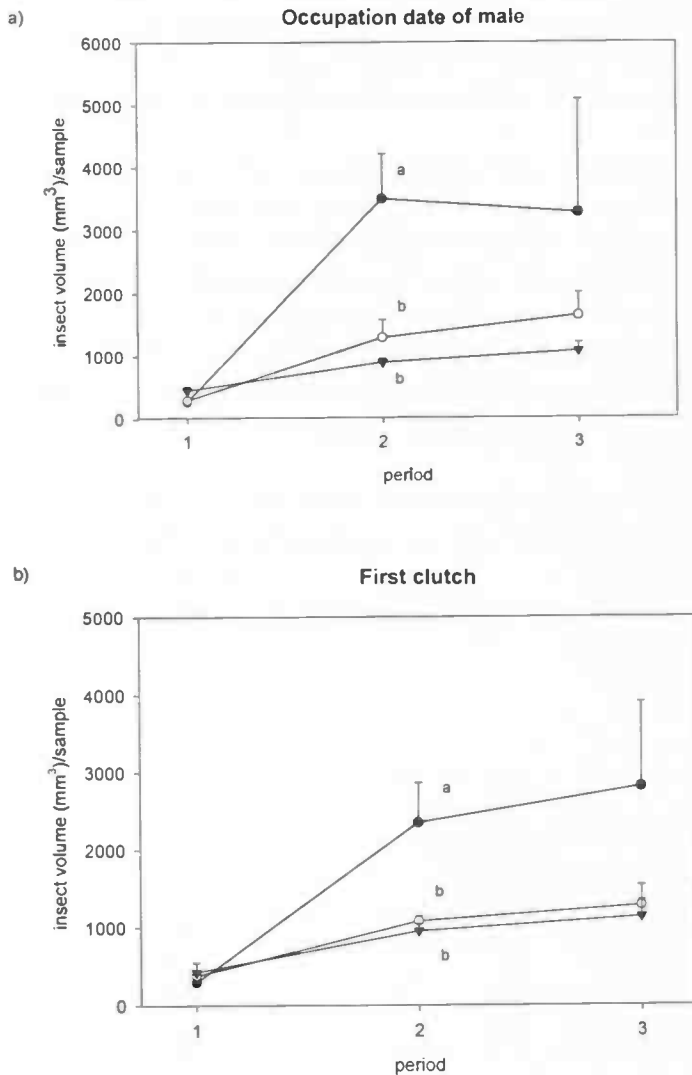 a)
Occupation date of male
6000
5000
4000
3000
2000
1000
0
insect volume (mm³)/sample
a
b
b
1 2 3
period
b)
First clutch
5000
4000
3000
2000
1000
0
insect volume (mm³)/sample
a
b
b
1 2 3
period